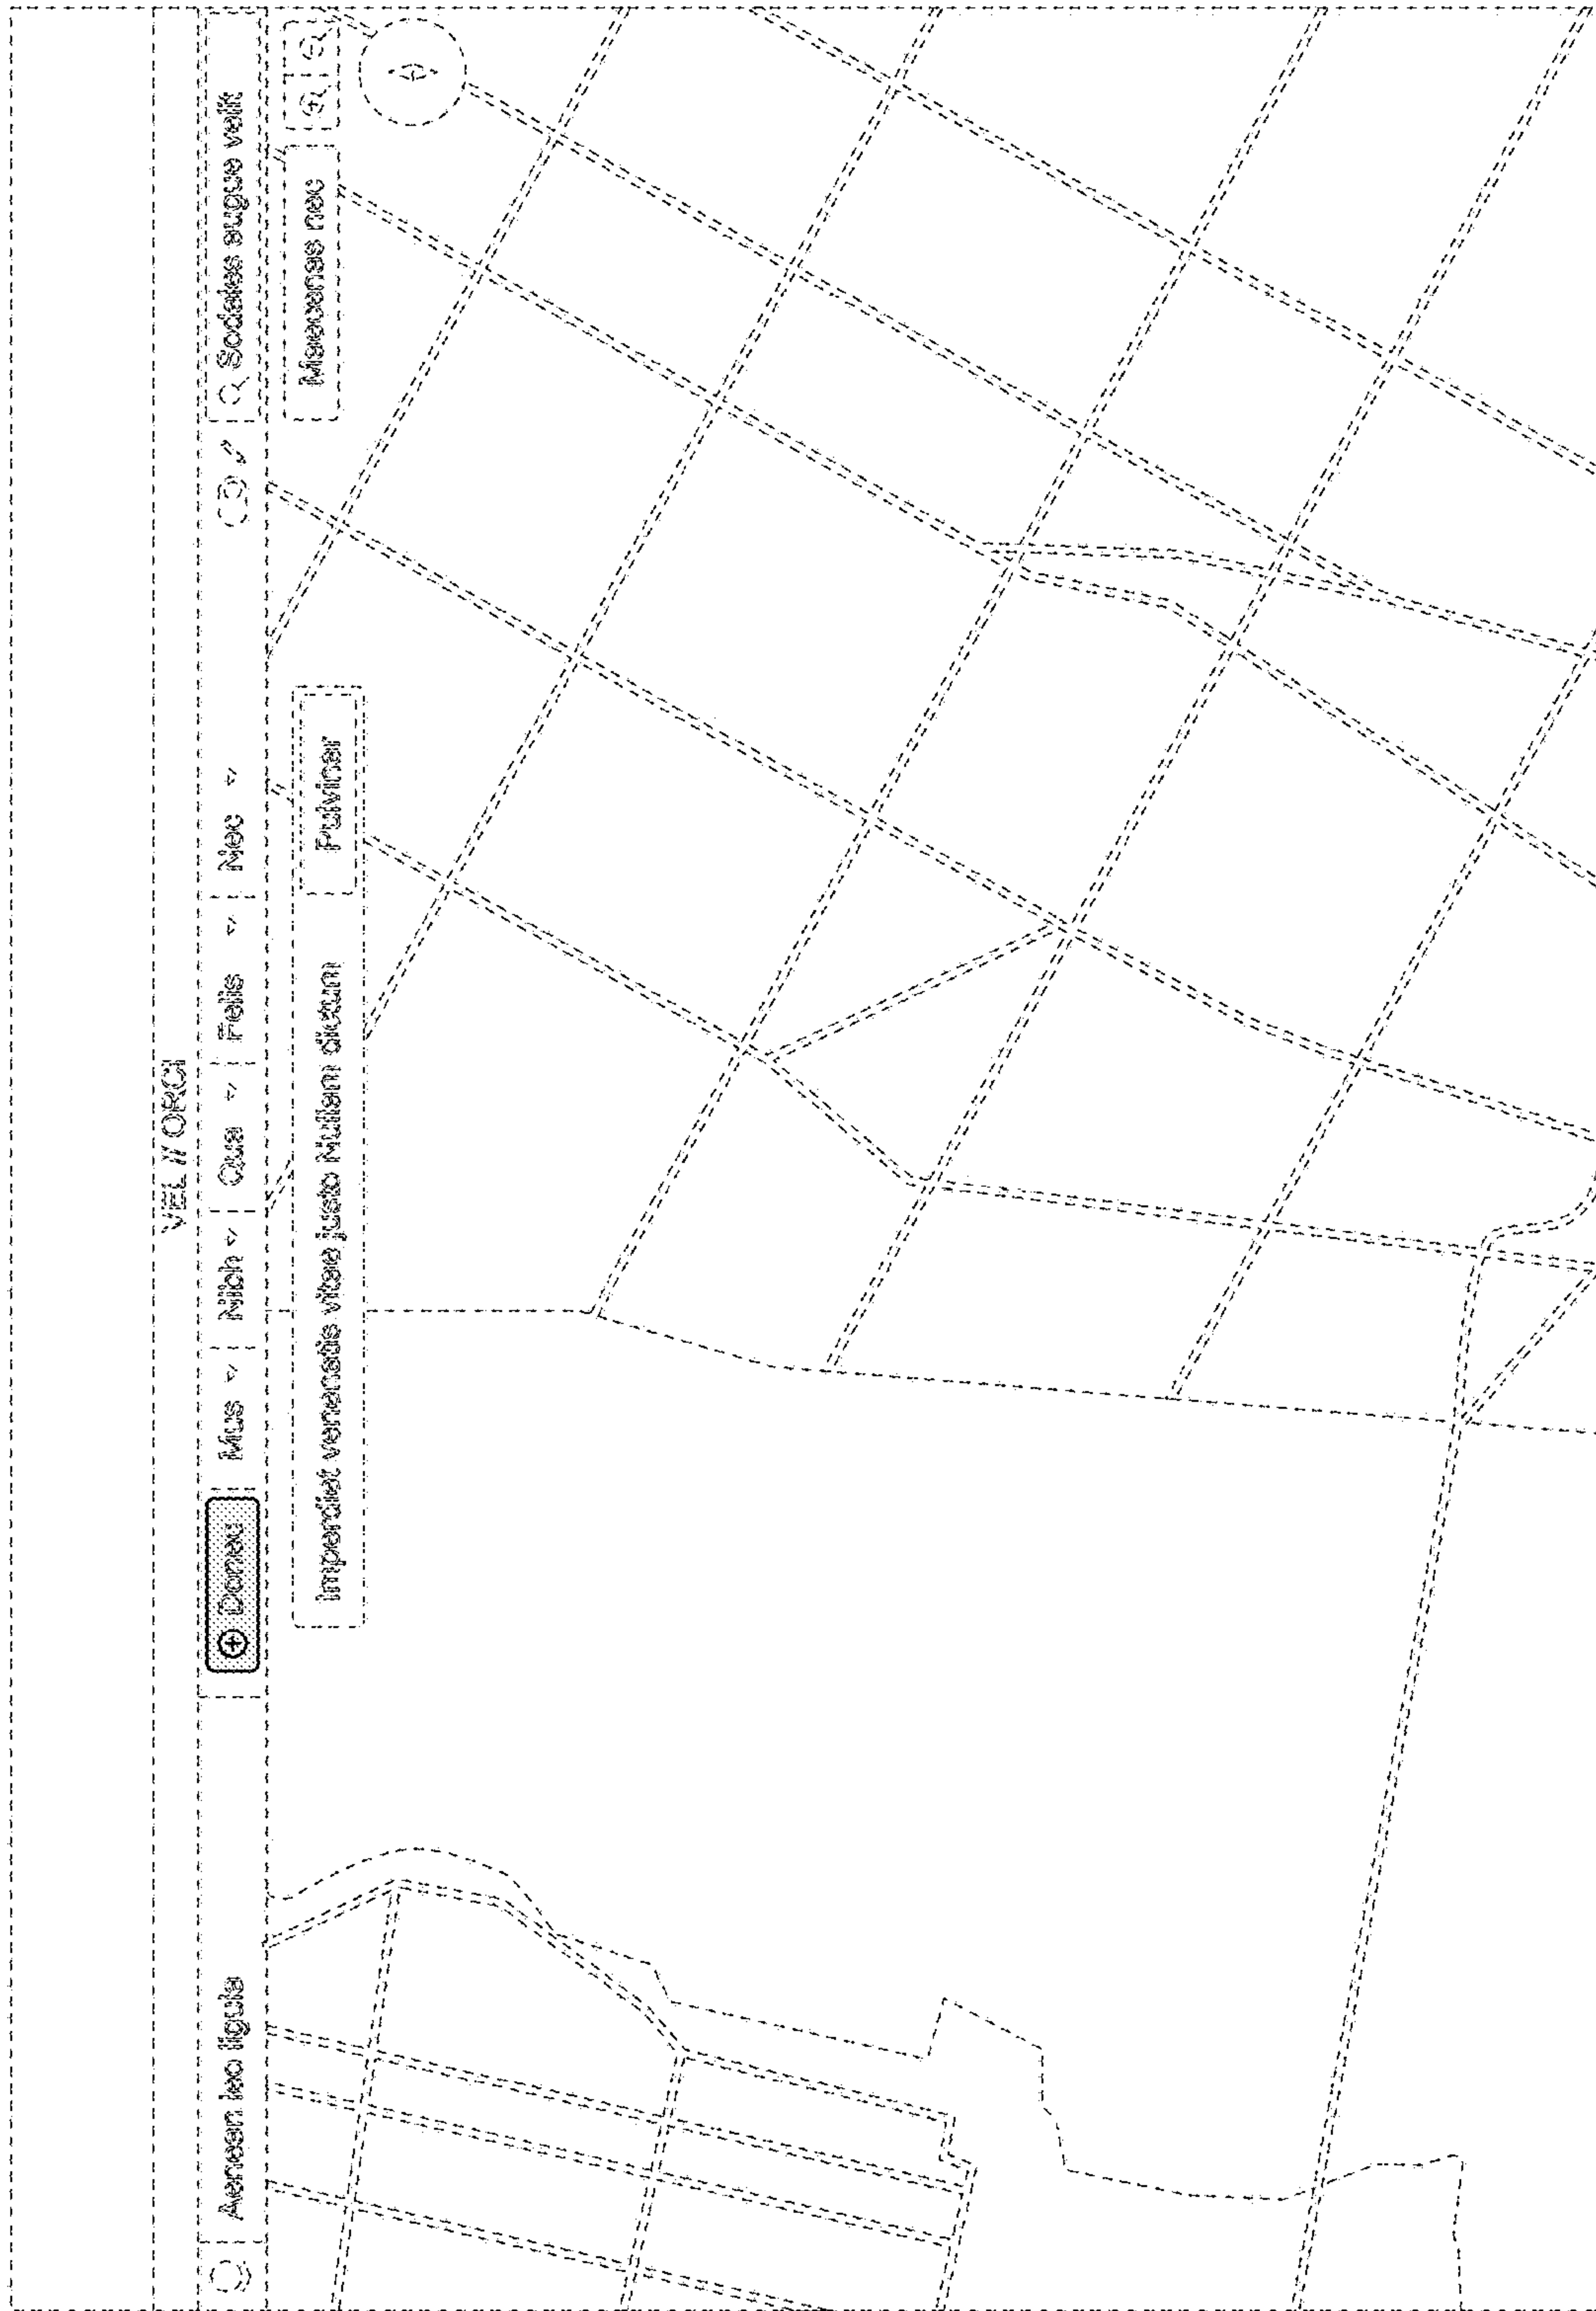 VEL // ORCI
Aenean leo ligula
Donec
Mus
Nibh
Qua
Felis
Nec
Sodales augue velit
Imperdiet venenatis vitae justo Nullam dictum
Pulvinar
Maecenas nec